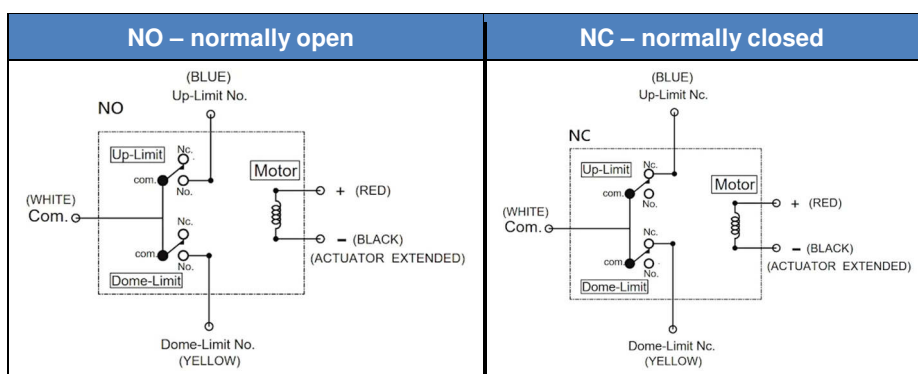 NO – normally open
(BLUE)
Up-Limit No.
NO
Up-Limit
Nc.
com.
No.
Motor
+ (RED)
(WHITE)
Com.
Nc.
com.
No.
– (BLACK)
(ACTUATOR EXTENDED)
Dome-Limit
Dome-Limit No.
(YELLOW)
NC – normally closed
(BLUE)
Up-Limit Nc.
NC
Up-Limit
Nc.
com.
No.
Motor
+ (RED)
(WHITE)
Com.
Nc.
com.
No.
– (BLACK)
(ACTUATOR EXTENDED)
Dome-Limit
Dome-Limit Nc.
(YELLOW)